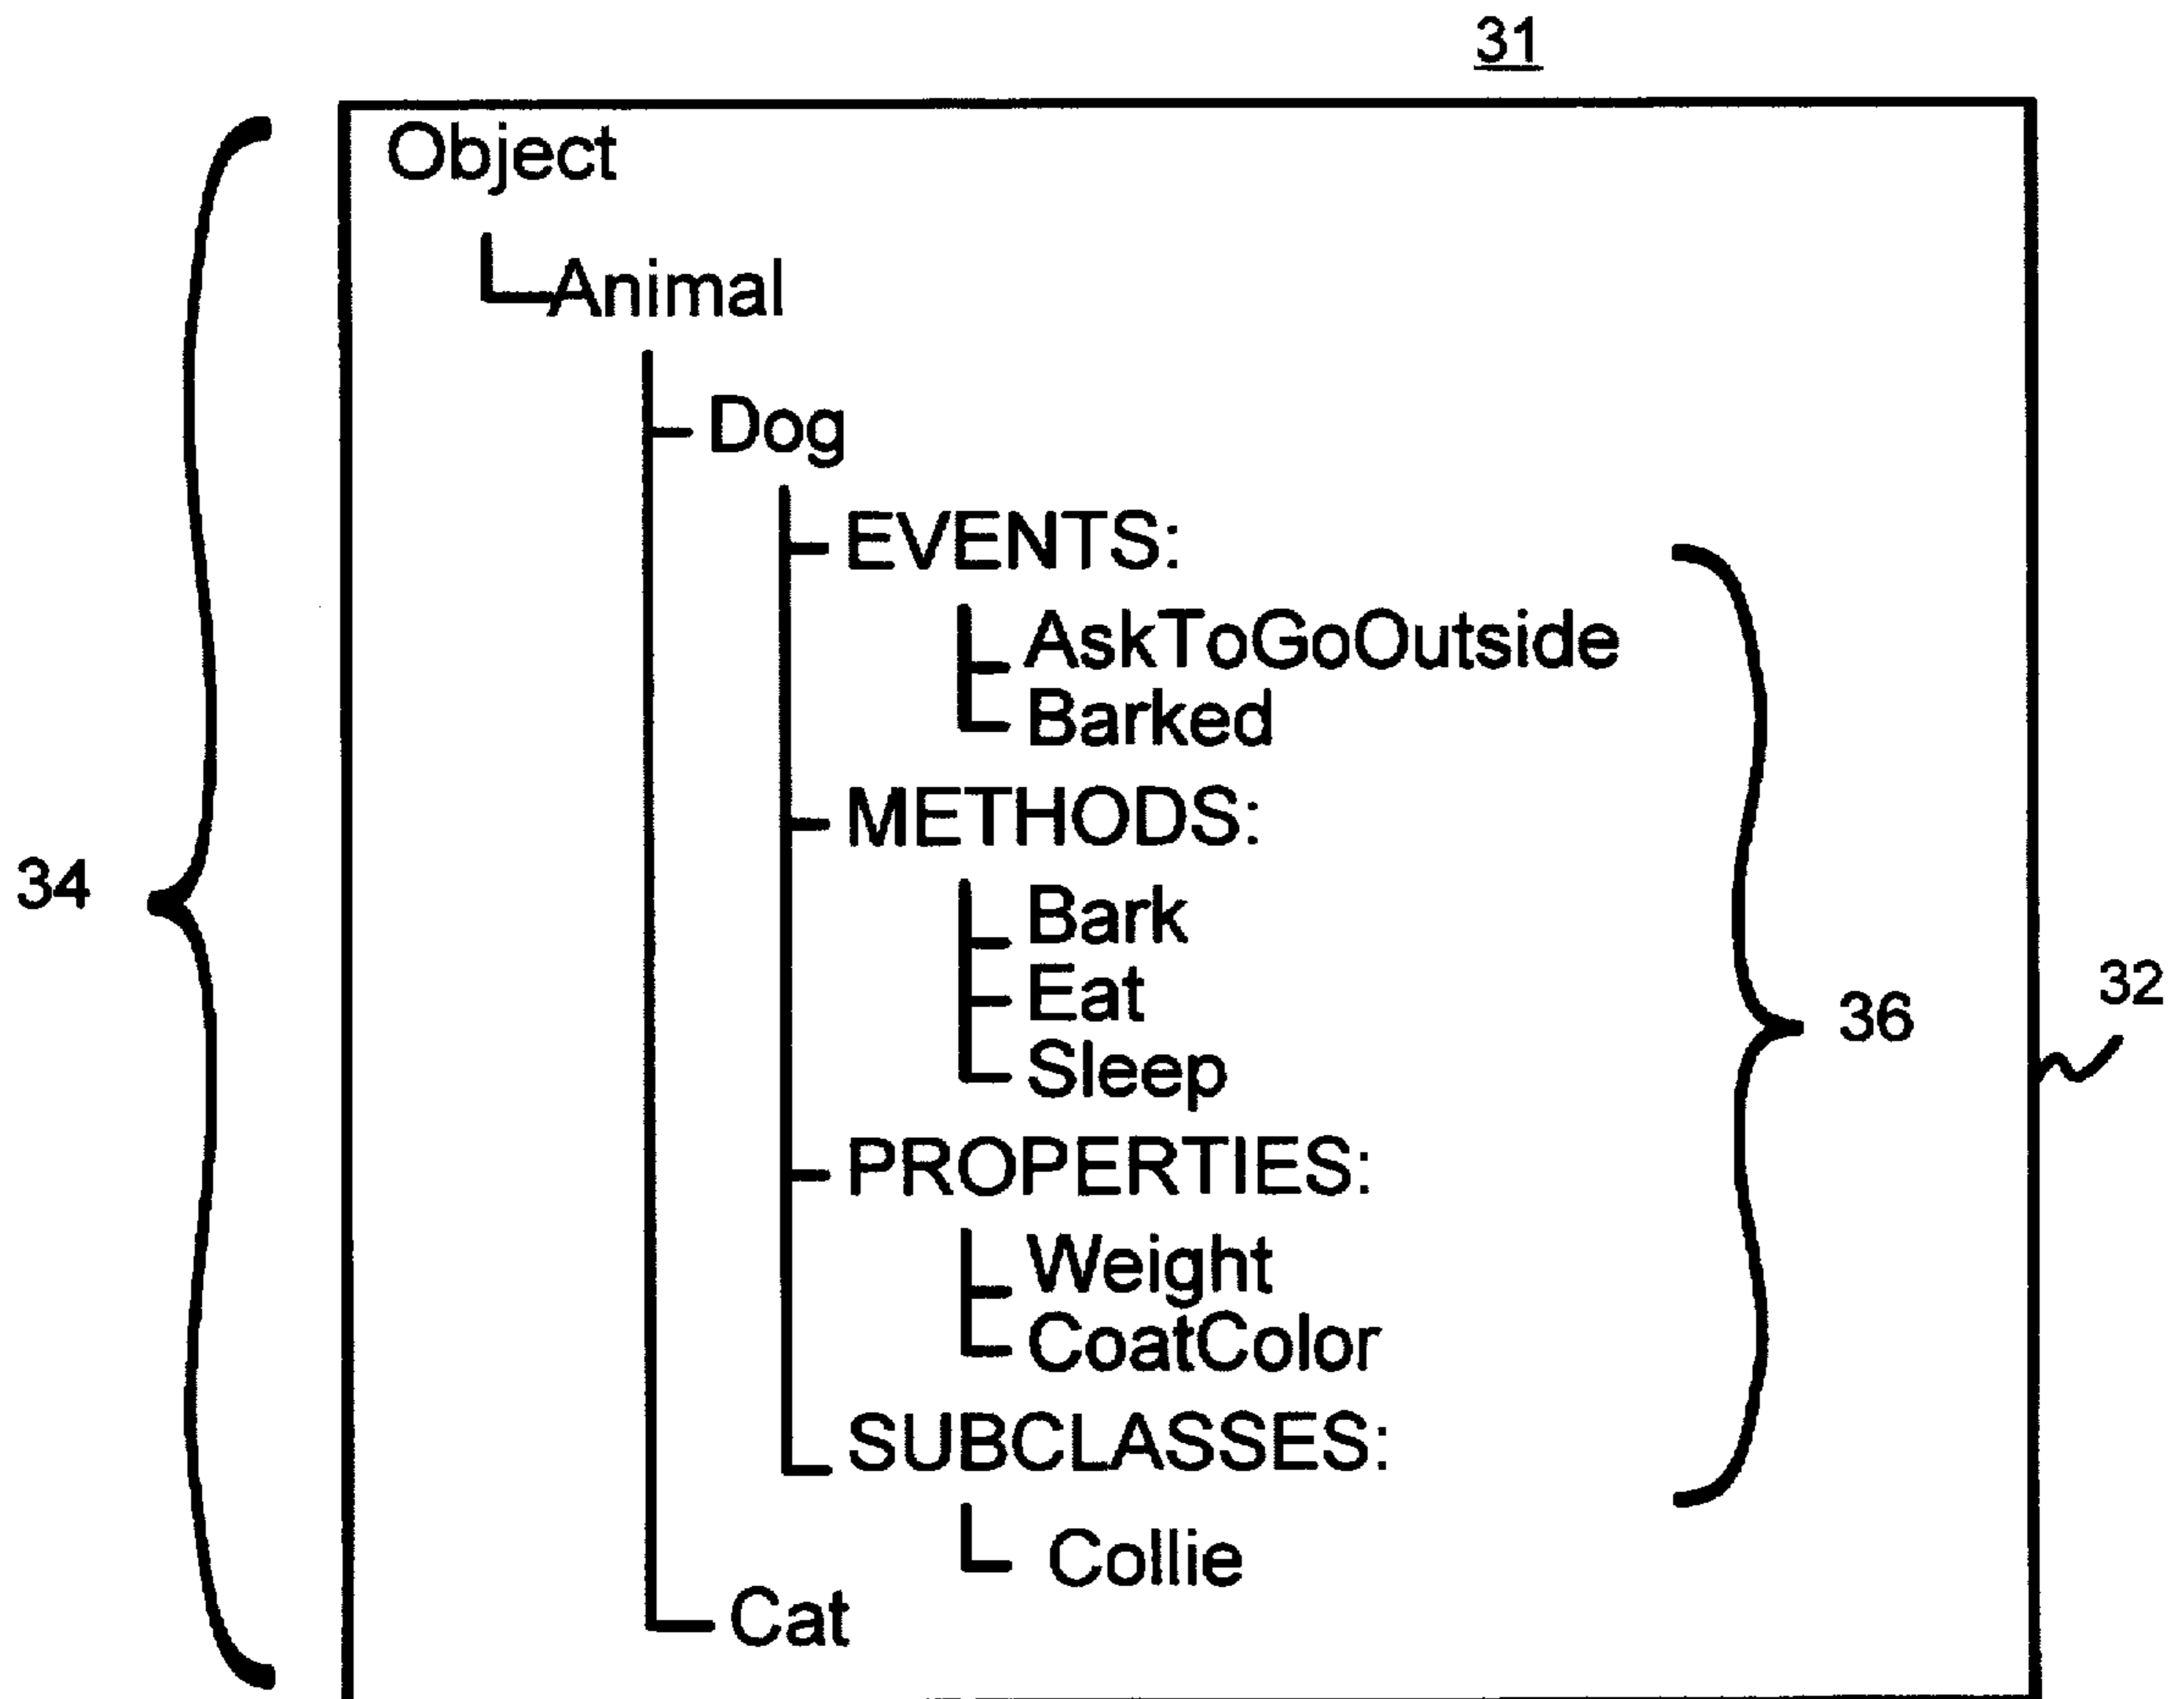 31
Object
Animal
Dog
EVENTS:
AskToGoOutside
Barked
METHODS:
Bark
34
Eat
32
36
Sleep
PROPERTIES:
Weight
CoatColor
SUBCLASSES:
Collie
Cat